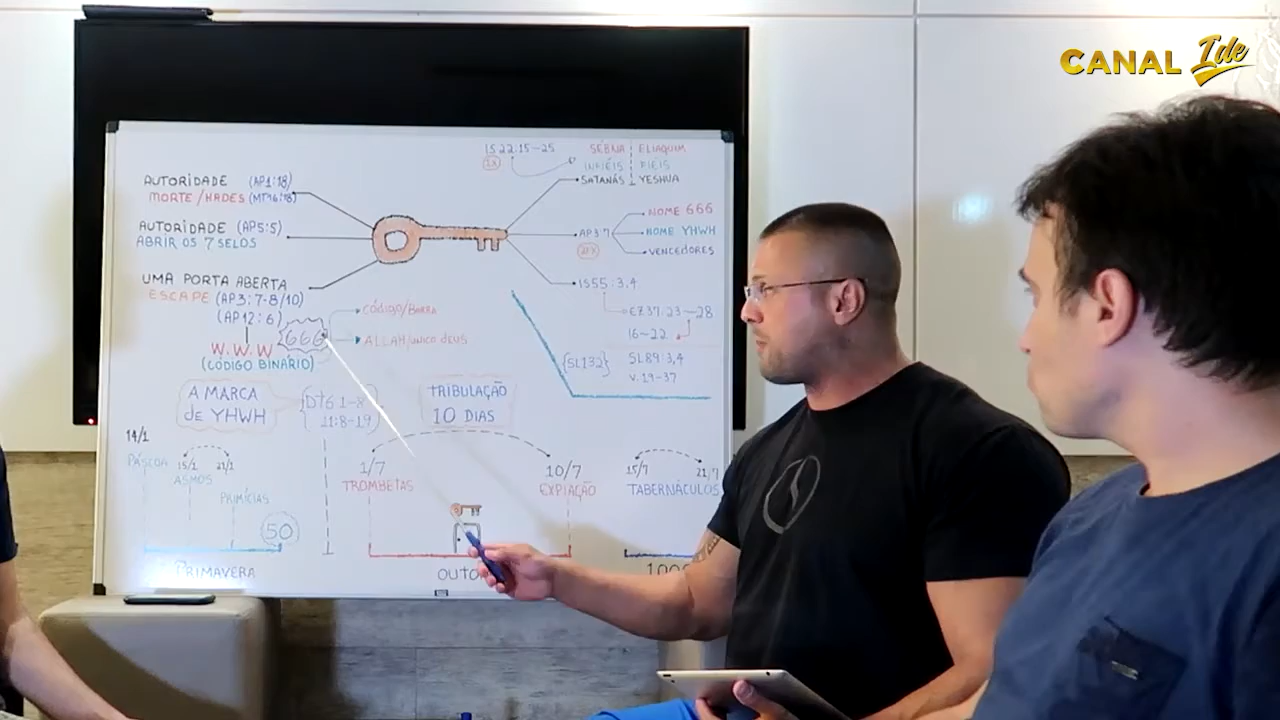 CANAL Ide
IS 22:15-25
2X
SEBNA ELIAQUIM
INFIÉIS FIÉIS
SATANÁS YESHUA
AUTORIDADE (AP1:18)
MORTE/HADES (MT16:18)
AUTORIDADE (AP5:5)
ABRIR OS 7 SELOS
UMA PORTA ABERTA
ESCAPE (AP3:7-8/10)
(AP12:6)
AP3 7
NOME 666
NOME YHWH
VENCEDORES
IS55:3,4
EZ37:23-28
16-22
{SL132} SL89:3,4
V.19-37
666
CÓDIGO/BARRA
ALLAH/UNICO DEUS
W.W.W
(CÓDIGO BINÁRIO)
A MARCA
de YHWH
Dt6 1-8
11:8-19
TRIBULAÇÃO
10 DIAS
14/1
PÁSCOA
15/1 21/1
ASMOS
PRIMÍCIAS
50
PRIMAVERA
1/7
TROMBETAS
10/7
EXPIAÇÃO
15/7 21/7
TABERNÁCULOS